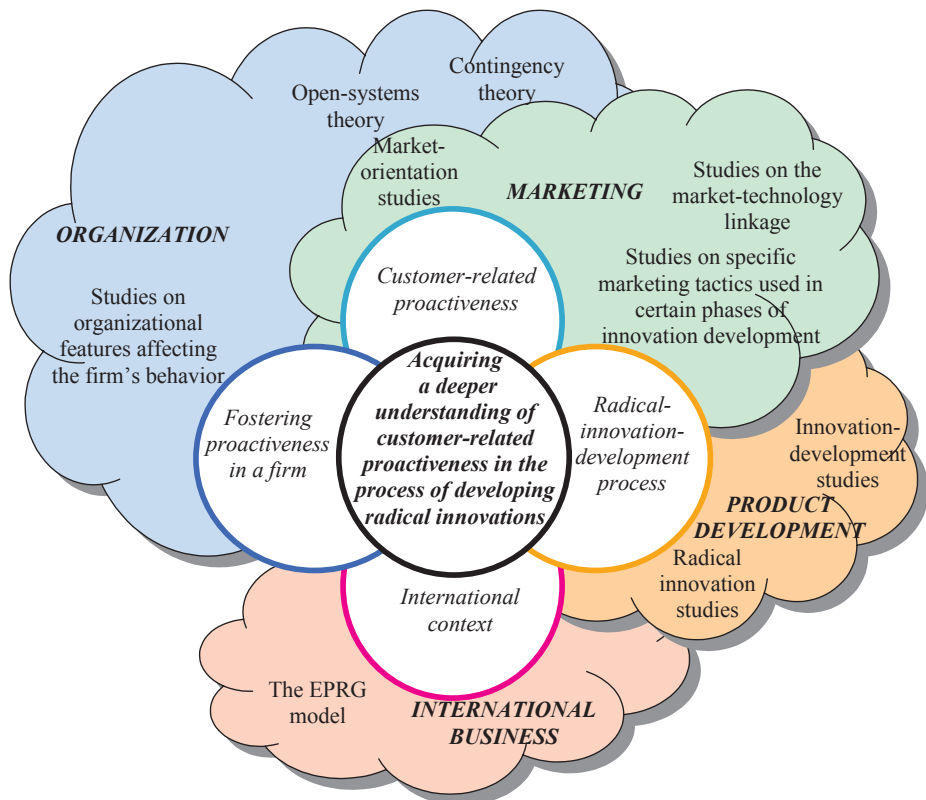 Contingency
theory
Open-systems
theory
Market-
orientation
studies
MARKETING
Studies on the
market-technology
linkage
ORGANIZATION
Studies on specific
marketing tactics used in
certain phases of
innovation development
Customer-related
proactiveness
Studies on
organizational
features affecting
the firm’s behavior
Acquiring
a deeper
understanding of
customer-related
proactiveness in the
process of developing
radical innovations
Fostering
proactiveness
in a firm
Radical-
innovation-
development
process
Innovation-
development
studies
PRODUCT
DEVELOPMENT
Radical
innovation
studies
International
context
The EPRG
model
INTERNATIONAL
BUSINESS